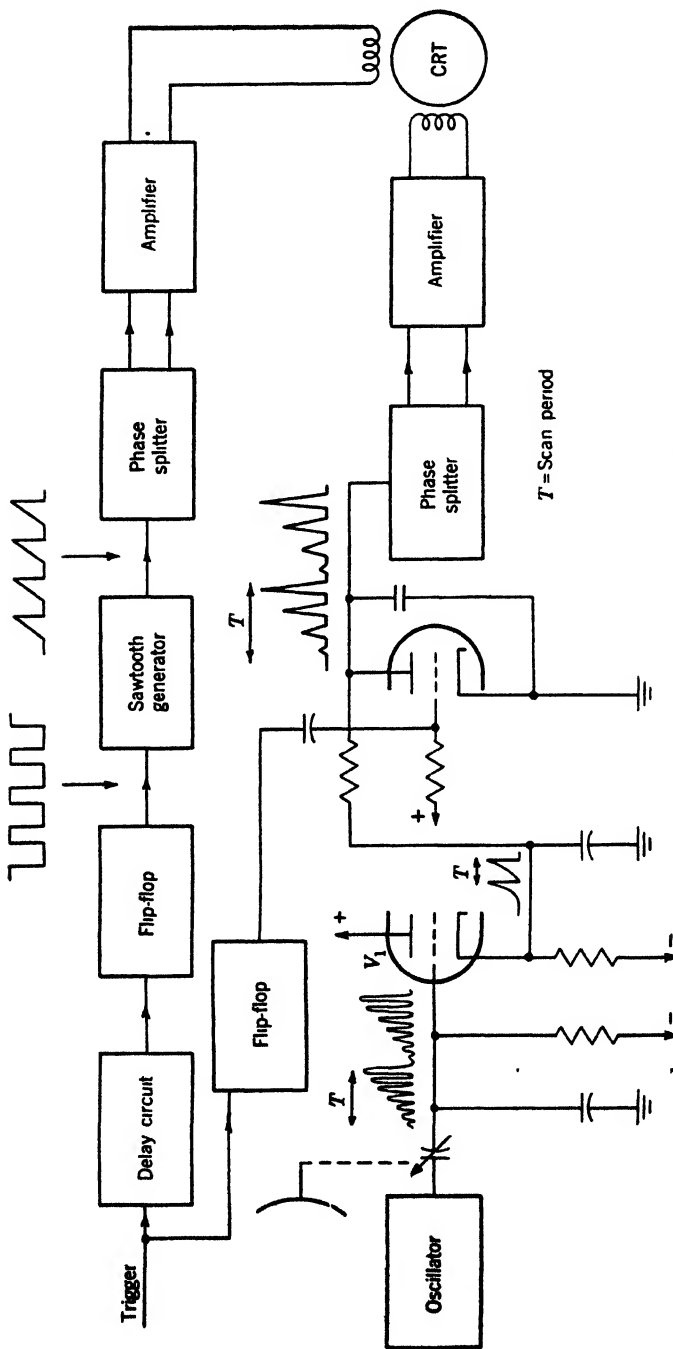 Trigger
Delay circuit
Flip-flop
Sawtooth
generator
Phase
splitter
Amplifier
Flip-flop
T
Phase
splitter
Amplifier
CRT
Oscillator
T
V₁
+
T
+
T = Scan period